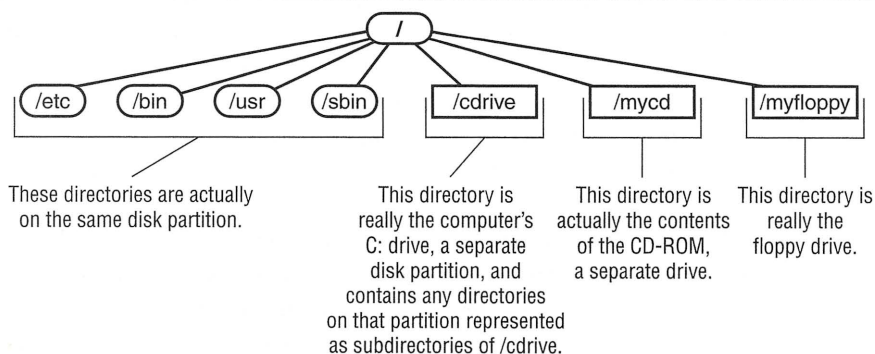 /
/etc
/bin
/usr
/sbin
/cdrive
/mycd
/myfloppy
These directories are actually
on the same disk partition.
This directory is
really the computer's
C: drive, a separate
disk partition, and
contains any directories
on that partition represented
as subdirectories of /cdrive.
This directory is
actually the contents
of the CD-ROM,
a separate drive.
This directory is
really the
floppy drive.